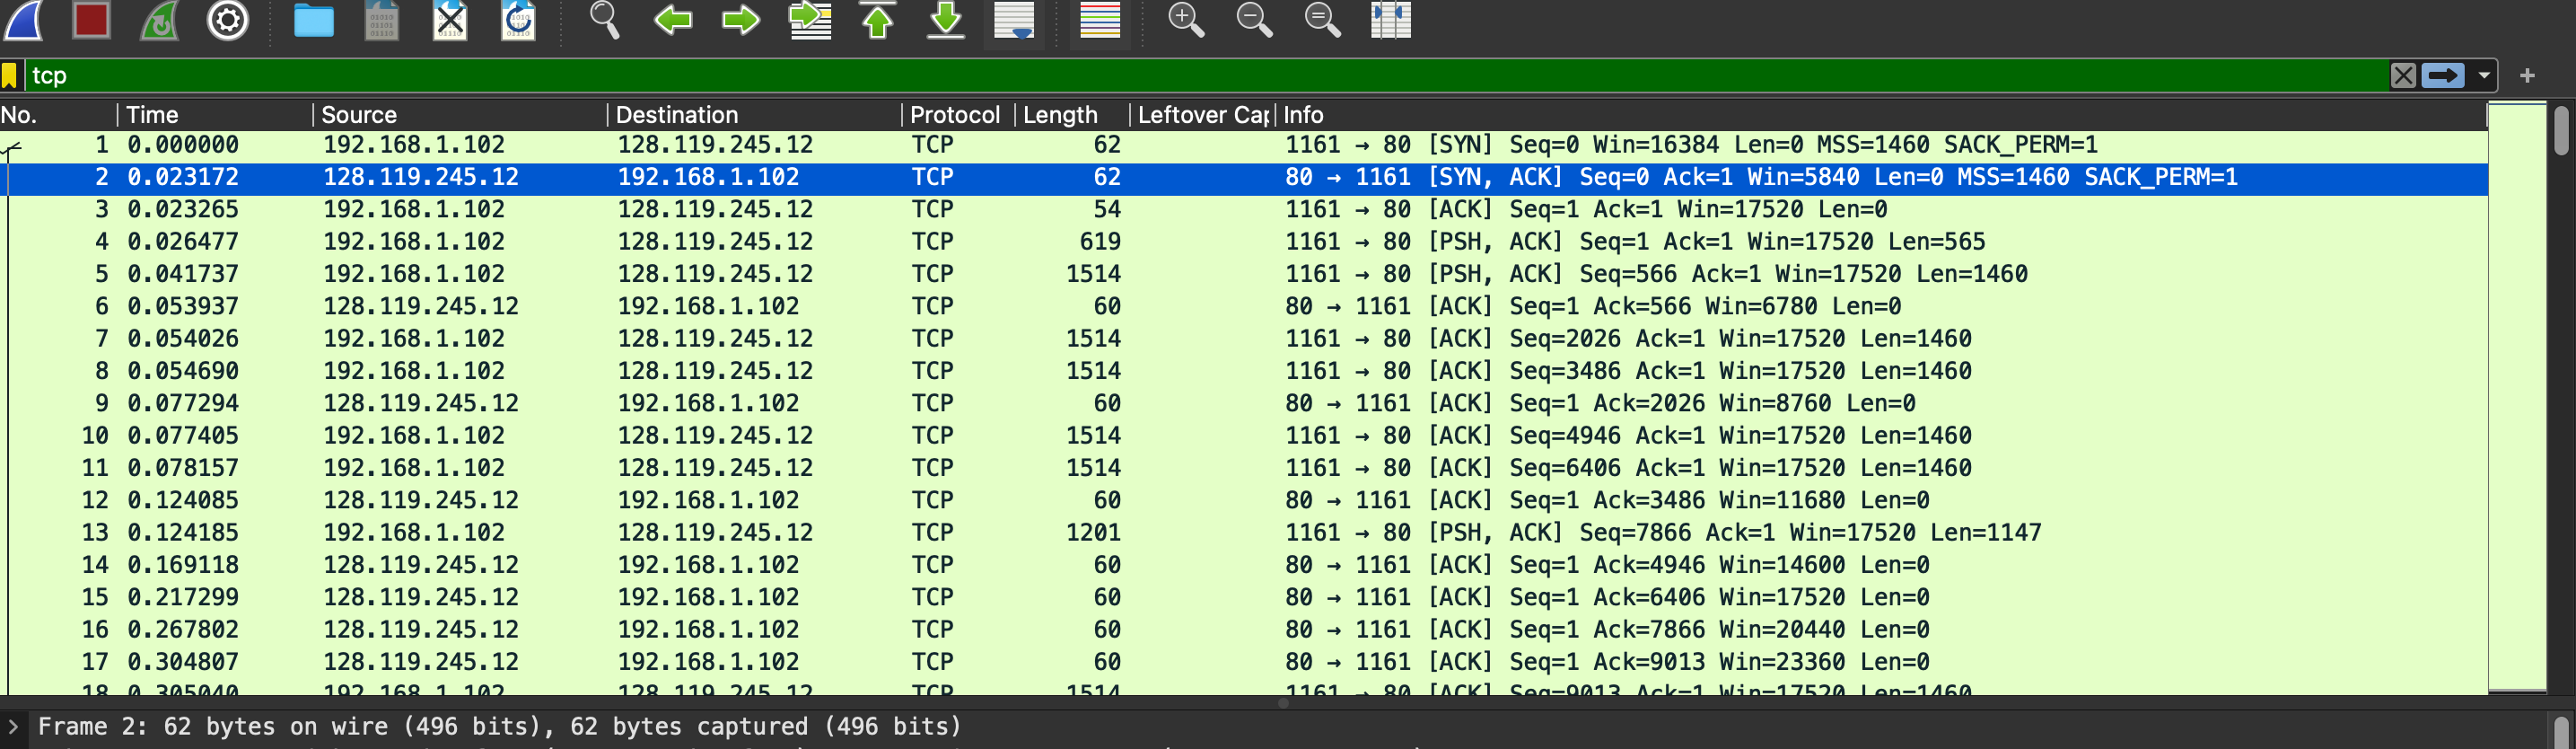 tcp
No. Time Source Destination Protocol Length Leftover Cap Info
1 0.000000 192.168.1.102 128.119.245.12 TCP 62 1161 → 80 [SYN] Seq=0 Win=16384 Len=0 MSS=1460 SACK_PERM=1
2 0.023172 128.119.245.12 192.168.1.102 TCP 62 80 → 1161 [SYN, ACK] Seq=0 Ack=1 Win=5840 Len=0 MSS=1460 SACK_PERM=1
3 0.023265 192.168.1.102 128.119.245.12 TCP 54 1161 → 80 [ACK] Seq=1 Ack=1 Win=17520 Len=0
4 0.026477 192.168.1.102 128.119.245.12 TCP 619 1161 → 80 [PSH, ACK] Seq=1 Ack=1 Win=17520 Len=565
5 0.041737 192.168.1.102 128.119.245.12 TCP 1514 1161 → 80 [PSH, ACK] Seq=566 Ack=1 Win=17520 Len=1460
6 0.053937 128.119.245.12 192.168.1.102 TCP 60 80 → 1161 [ACK] Seq=1 Ack=566 Win=6780 Len=0
7 0.054026 192.168.1.102 128.119.245.12 TCP 1514 1161 → 80 [ACK] Seq=2026 Ack=1 Win=17520 Len=1460
8 0.054690 192.168.1.102 128.119.245.12 TCP 1514 1161 → 80 [ACK] Seq=3486 Ack=1 Win=17520 Len=1460
9 0.077294 128.119.245.12 192.168.1.102 TCP 60 80 → 1161 [ACK] Seq=1 Ack=2026 Win=8760 Len=0
10 0.077405 192.168.1.102 128.119.245.12 TCP 1514 1161 → 80 [ACK] Seq=4946 Ack=1 Win=17520 Len=1460
11 0.078157 192.168.1.102 128.119.245.12 TCP 1514 1161 → 80 [ACK] Seq=6406 Ack=1 Win=17520 Len=1460
12 0.124085 128.119.245.12 192.168.1.102 TCP 60 80 → 1161 [ACK] Seq=1 Ack=3486 Win=11680 Len=0
13 0.124185 192.168.1.102 128.119.245.12 TCP 1201 1161 → 80 [PSH, ACK] Seq=7866 Ack=1 Win=17520 Len=1147
14 0.169118 128.119.245.12 192.168.1.102 TCP 60 80 → 1161 [ACK] Seq=1 Ack=4946 Win=14600 Len=0
15 0.217299 128.119.245.12 192.168.1.102 TCP 60 80 → 1161 [ACK] Seq=1 Ack=6406 Win=17520 Len=0
16 0.267802 128.119.245.12 192.168.1.102 TCP 60 80 → 1161 [ACK] Seq=1 Ack=7866 Win=20440 Len=0
17 0.304807 128.119.245.12 192.168.1.102 TCP 60 80 → 1161 [ACK] Seq=1 Ack=9013 Win=23360 Len=0
18 0.305040 192.168.1.102 128.119.245.12 TCP 1514 1161 → 80 [ACK] Seq=9013 Ack=1 Win=17520 Len=1460
Frame 2: 62 bytes on wire (496 bits), 62 bytes captured (496 bits)